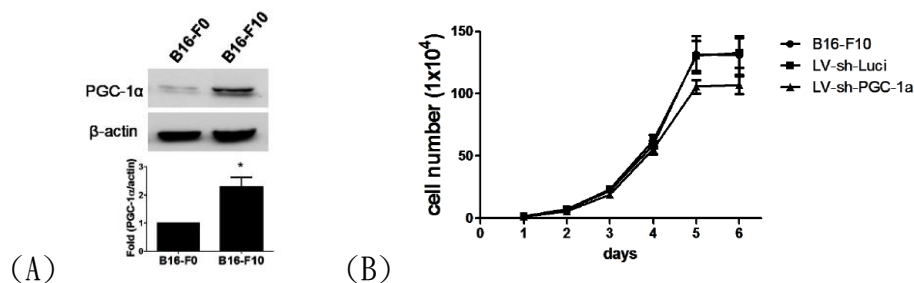 B16-F0
B16-F10
PGC-1α
β-actin
Fold (PGC-1α/actin)
3
2
1
0
*
B16-F0
B16-F10
(A)
cell number (1x10⁴)
150
100
50
0
0
1
2
3
4
5
6
days
B16-F10
LV-sh-Luci
LV-sh-PGC-1a
(B)